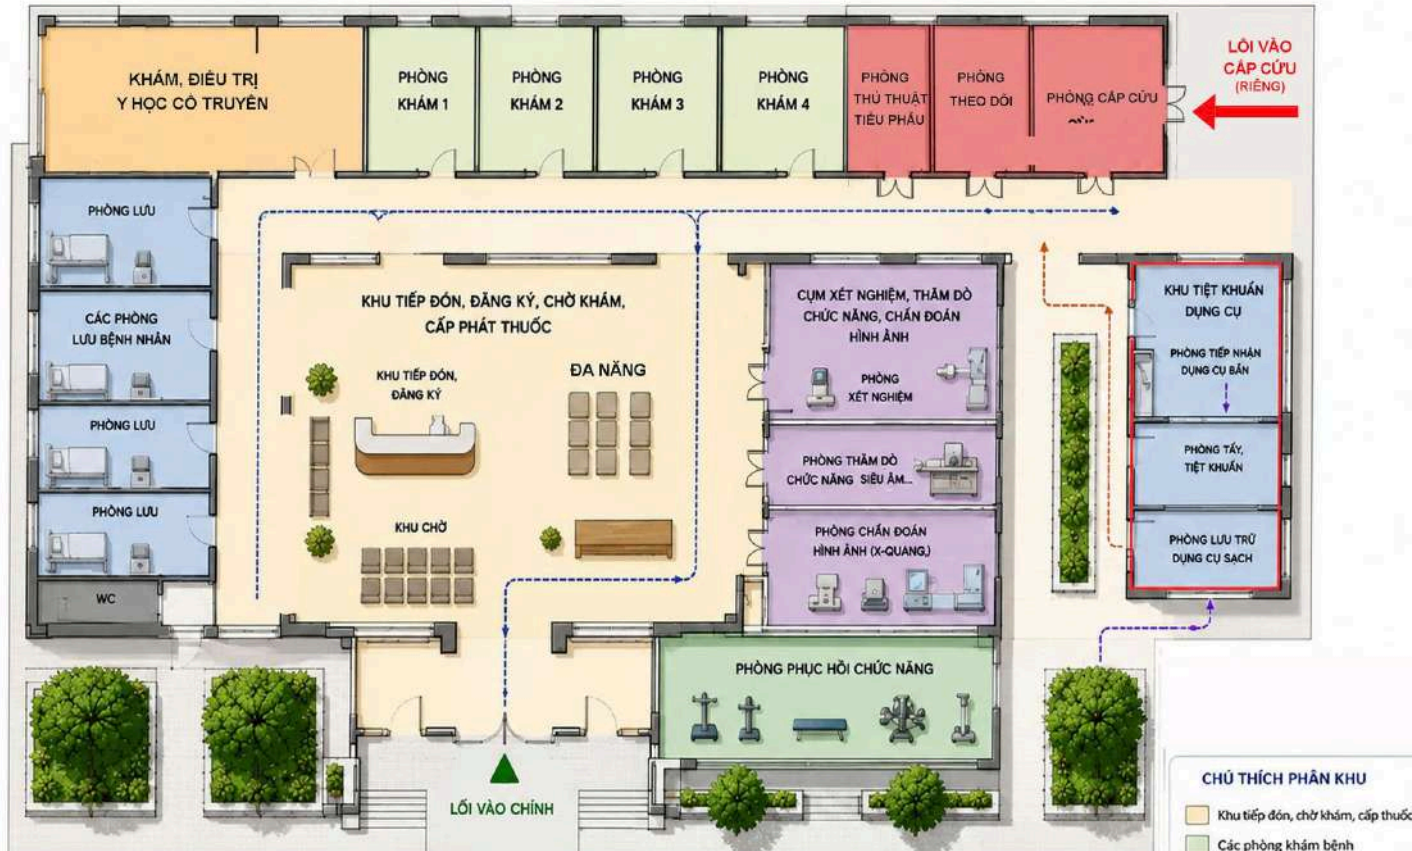 KHÁM, ĐIỀU TRỊ
Y HỌC CỔ TRUYỀN
PHÒNG
KHÁM 1
PHÒNG
KHÁM 2
PHÒNG
KHÁM 3
PHÒNG
KHÁM 4
PHÒNG
THỦ THUẬT
TIỂU PHẪU
PHÒNG
THEO DÕI
PHÒNG CẤP CỨU
LỐI VÀO
CẤP CỨU
(RIÊNG)
PHÒNG LƯU
CÁC PHÒNG
LƯU BỆNH NHÂN
PHÒNG LƯU
PHÒNG LƯU
WC
KHU TIẾP ĐÓN, ĐĂNG KÝ, CHỜ KHÁM,
CẤP PHÁT THUỐC
KHU TIẾP ĐÓN,
ĐĂNG KÝ
ĐA NĂNG
KHU CHỜ
CỤM XÉT NGHIỆM, THĂM DÒ
CHỨC NĂNG, CHẨN ĐOÁN
HÌNH ẢNH
PHÒNG
XÉT NGHIỆM
PHÒNG THĂM DÒ
CHỨC NĂNG SIÊU ÂM...
PHÒNG CHẨN ĐOÁN
HÌNH ẢNH (X-QUANG,)
KHU TIỆT KHUẨN
DỤNG CỤ
PHÒNG TIẾP NHẬN
DỤNG CỤ BẨN
PHÒNG TẨY,
TIỆT KHUẨN
PHÒNG LƯU TRỮ
DỤNG CỤ SẠCH
PHÒNG PHỤC HỒI CHỨC NĂNG
LỐI VÀO CHÍNH
CHÚ THÍCH PHÂN KHU
Khu tiếp đón, chờ khám, cấp thuốc
Các phòng khám bệnh